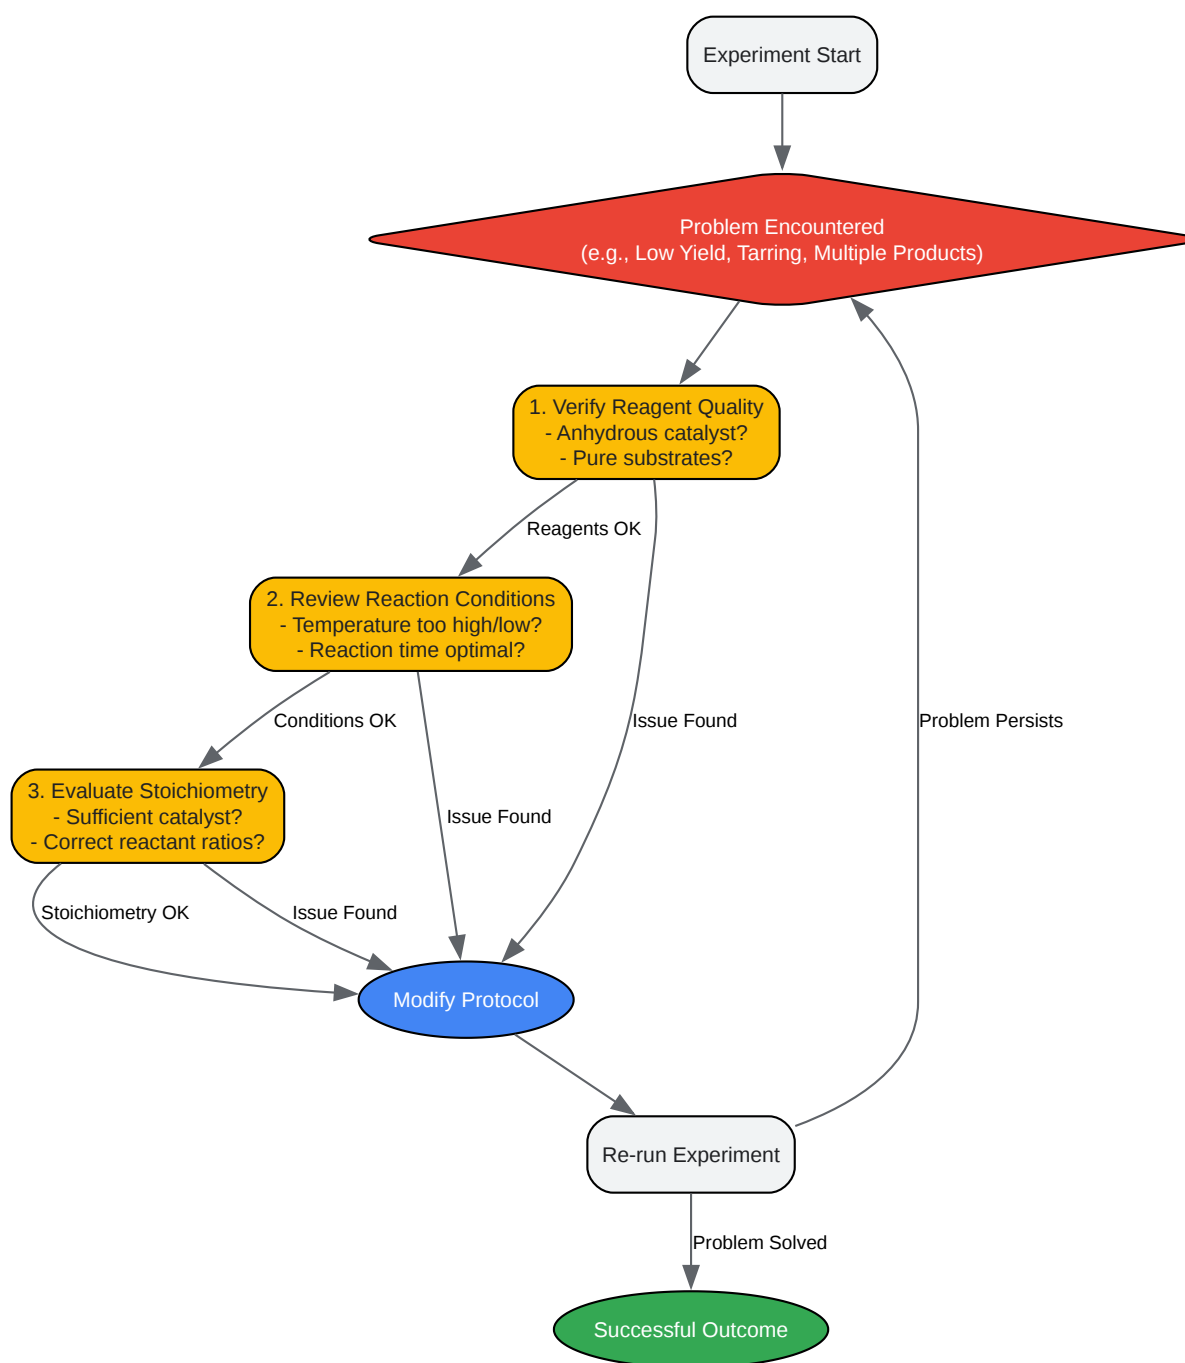 Experiment Start
Problem Encountered
(e.g., Low Yield, Tarring, Multiple Products)
1. Verify Reagent Quality
- Anhydrous catalyst?
- Pure substrates?
Reagents OK
2. Review Reaction Conditions
- Temperature too high/low?
- Reaction time optimal?
Conditions OK
Issue Found
Problem Persists
3. Evaluate Stoichiometry
- Sufficient catalyst?
- Correct reactant ratios?
Issue Found
Stoichiometry OK
Issue Found
Modify Protocol
Re-run Experiment
Problem Solved
Successful Outcome